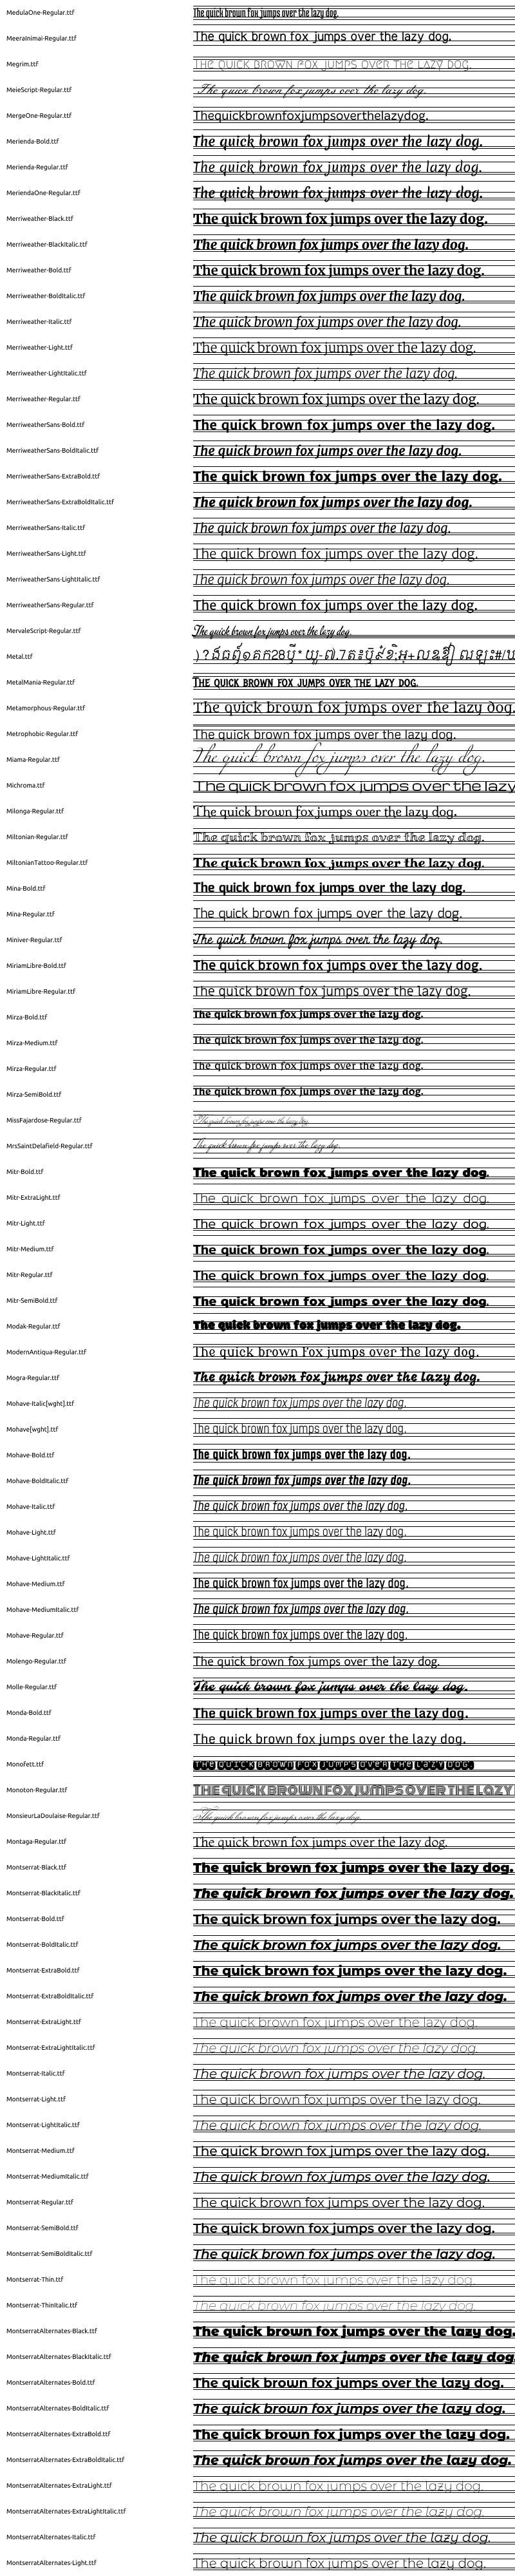 MedulaOne-Regular.ttf The quick brown fox jumps over the lazy dog.
MeeraInimai-Regular.ttf The quick brown fox jumps over the lazy dog.
Megrim.ttf The quick brown fox jumps over the lazy dog.
MeieScript-Regular.ttf The quick brown fox jumps over the lazy dog.
MergeOne-Regular.ttf Thequickbrownfoxjumpsoverthelazydog.
Merienda-Bold.ttf The quick brown fox jumps over the lazy dog.
Merienda-Regular.ttf The quick brown fox jumps over the lazy dog.
MeriendaOne-Regular.ttf The quick brown fox jumps over the lazy dog.
Merriweather-Black.ttf The quick brown fox jumps over the lazy dog.
Merriweather-BlackItalic.ttf The quick brown fox jumps over the lazy dog.
Merriweather-Bold.ttf The quick brown fox jumps over the lazy dog.
Merriweather-BoldItalic.ttf The quick brown fox jumps over the lazy dog.
Merriweather-Italic.ttf The quick brown fox jumps over the lazy dog.
Merriweather-Light.ttf The quick brown fox jumps over the lazy dog.
Merriweather-LightItalic.ttf The quick brown fox jumps over the lazy dog.
Merriweather-Regular.ttf The quick brown fox jumps over the lazy dog.
MerriweatherSans-Bold.ttf The quick brown fox jumps over the lazy dog.
MerriweatherSans-BoldItalic.ttf The quick brown fox jumps over the lazy dog.
MerriweatherSans-ExtraBold.ttf The quick brown fox jumps over the lazy dog.
MerriweatherSans-ExtraBoldItalic.ttf The quick brown fox jumps over the lazy dog.
MerriweatherSans-Italic.ttf The quick brown fox jumps over the lazy dog.
MerriweatherSans-Light.ttf The quick brown fox jumps over the lazy dog.
MerriweatherSans-LightItalic.ttf The quick brown fox jumps over the lazy dog.
MerriweatherSans-Regular.ttf The quick brown fox jumps over the lazy dog.
MervaleScript-Regular.ttf The quick brown fox jumps over the lazy dog.
Metal.ttf
MetalMania-Regular.ttf The quick brown fox jumps over the lazy dog.
Metamorphous-Regular.ttf The quick brown fox jumps over the lazy dog.
Metrophobic-Regular.ttf The quick brown fox jumps over the lazy dog.
Miama-Regular.ttf The quick brown fox jumps over the lazy dog.
Michroma.ttf The quick brown fox jumps over the lazy
Milonga-Regular.ttf The quick brown fox jumps over the lazy dog.
Miltonian-Regular.ttf The quick brown fox jumps over the lazy dog.
MiltonianTattoo-Regular.ttf The quick brown fox jumps over the lazy dog.
Mina-Bold.ttf The quick brown fox jumps over the lazy dog.
Mina-Regular.ttf The quick brown fox jumps over the lazy dog.
Miniver-Regular.ttf The quick brown fox jumps over the lazy dog.
MiriamLibre-Bold.ttf The quick brown fox jumps over the lazy dog.
MiriamLibre-Regular.ttf The quick brown fox jumps over the lazy dog.
Mirza-Bold.ttf The quick brown fox jumps over the lazy dog.
Mirza-Medium.ttf The quick brown fox jumps over the lazy dog.
Mirza-Regular.ttf The quick brown fox jumps over the lazy dog.
Mirza-SemiBold.ttf The quick brown fox jumps over the lazy dog.
MissFajardose-Regular.ttf The quick brown fox jumps over the lazy dog.
MrsSaintDelafield-Regular.ttf The quick brown fox jumps over the lazy dog.
Mitr-Bold.ttf The quick brown fox jumps over the lazy dog.
Mitr-ExtraLight.ttf The quick brown fox jumps over the lazy dog.
Mitr-Light.ttf The quick brown fox jumps over the lazy dog.
Mitr-Medium.ttf The quick brown fox jumps over the lazy dog.
Mitr-Regular.ttf The quick brown fox jumps over the lazy dog.
Mitr-SemiBold.ttf The quick brown fox jumps over the lazy dog.
Modak-Regular.ttf The quick brown fox jumps over the lazy dog.
ModernAntiqua-Regular.ttf The quick brown fox jumps over the lazy dog.
Mogra-Regular.ttf The quick brown fox jumps over the lazy dog.
Mohave-Italic[wght].ttf The quick brown fox jumps over the lazy dog.
Mohave[wght].ttf The quick brown fox jumps over the lazy dog.
Mohave-Bold.ttf The quick brown fox jumps over the lazy dog.
Mohave-BoldItalic.ttf The quick brown fox jumps over the lazy dog.
Mohave-Italic.ttf The quick brown fox jumps over the lazy dog.
Mohave-Light.ttf The quick brown fox jumps over the lazy dog.
Mohave-LightItalic.ttf The quick brown fox jumps over the lazy dog.
Mohave-Medium.ttf The quick brown fox jumps over the lazy dog.
Mohave-MediumItalic.ttf The quick brown fox jumps over the lazy dog.
Mohave-Regular.ttf The quick brown fox jumps over the lazy dog.
Molengo-Regular.ttf The quick brown fox jumps over the lazy dog.
Molle-Regular.ttf The quick brown fox jumps over the lazy dog.
Monda-Bold.ttf The quick brown fox jumps over the lazy dog.
Monda-Regular.ttf The quick brown fox jumps over the lazy dog.
Monofett.ttf The quick brown fox jumps over the lazy dog.
Monoton-Regular.ttf THE QUICK BROWN FOX JUMPS OVER THE LAZY
MonsieurLaDoulaise-Regular.ttf The quick brown fox jumps over the lazy dog.
Montaga-Regular.ttf The quick brown fox jumps over the lazy dog.
Montserrat-Black.ttf The quick brown fox jumps over the lazy dog.
Montserrat-BlackItalic.ttf The quick brown fox jumps over the lazy dog.
Montserrat-Bold.ttf The quick brown fox jumps over the lazy dog.
Montserrat-BoldItalic.ttf The quick brown fox jumps over the lazy dog.
Montserrat-ExtraBold.ttf The quick brown fox jumps over the lazy dog.
Montserrat-ExtraBoldItalic.ttf The quick brown fox jumps over the lazy dog.
Montserrat-ExtraLight.ttf The quick brown fox jumps over the lazy dog.
Montserrat-ExtraLightItalic.ttf The quick brown fox jumps over the lazy dog.
Montserrat-Italic.ttf The quick brown fox jumps over the lazy dog.
Montserrat-Light.ttf The quick brown fox jumps over the lazy dog.
Montserrat-LightItalic.ttf The quick brown fox jumps over the lazy dog.
Montserrat-Medium.ttf The quick brown fox jumps over the lazy dog.
Montserrat-MediumItalic.ttf The quick brown fox jumps over the lazy dog.
Montserrat-Regular.ttf The quick brown fox jumps over the lazy dog.
Montserrat-SemiBold.ttf The quick brown fox jumps over the lazy dog.
Montserrat-SemiBoldItalic.ttf The quick brown fox jumps over the lazy dog.
Montserrat-Thin.ttf The quick brown fox jumps over the lazy dog.
Montserrat-ThinItalic.ttf The quick brown fox jumps over the lazy dog.
MontserratAlternates-Black.ttf The quick brown fox jumps over the lazy dog.
MontserratAlternates-BlackItalic.ttf The quick brown fox jumps over the lazy dog.
MontserratAlternates-Bold.ttf The quick brown fox jumps over the lazy dog.
MontserratAlternates-BoldItalic.ttf The quick brown fox jumps over the lazy dog.
MontserratAlternates-ExtraBold.ttf The quick brown fox jumps over the lazy dog.
MontserratAlternates-ExtraBoldItalic.ttf The quick brown fox jumps over the lazy dog.
MontserratAlternates-ExtraLight.ttf The quick brown fox jumps over the lazy dog.
MontserratAlternates-ExtraLightItalic.ttf The quick brown fox jumps over the lazy dog.
MontserratAlternates-Italic.ttf The quick brown fox jumps over the lazy dog.
MontserratAlternates-Light.ttf The quick brown fox jumps over the lazy dog.